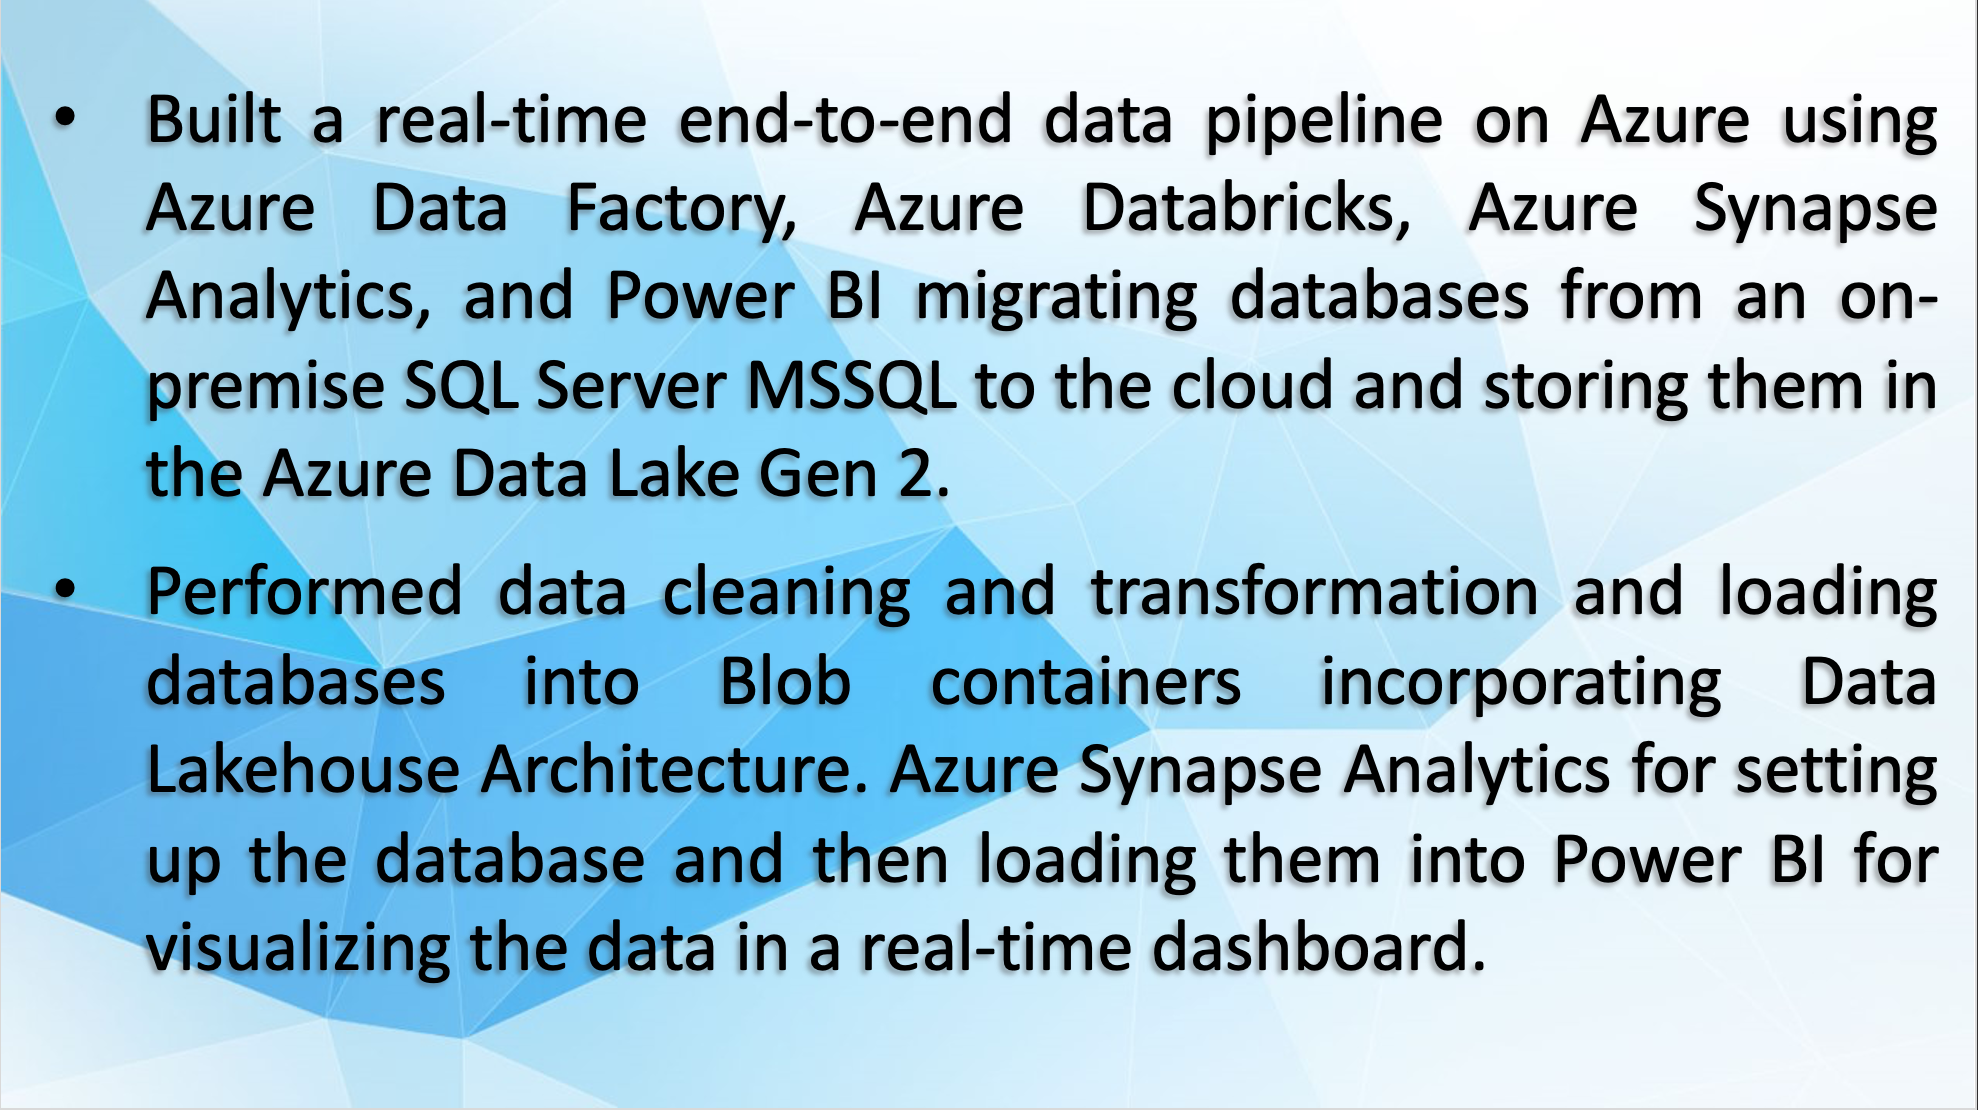 • Built a real-time end-to-end data pipeline on Azure using
Azure Data Factory, Azure Databricks, Azure Synapse
Analytics, and Power BI migrating databases from an on-
premise SQL Server MSSQL to the cloud and storing them in
the Azure Data Lake Gen 2.
• Performed data cleaning and transformation and loading
databases into Blob containers incorporating Data
Lakehouse Architecture. Azure Synapse Analytics for setting
up the database and then loading them into Power BI for
visualizing the data in a real-time dashboard.